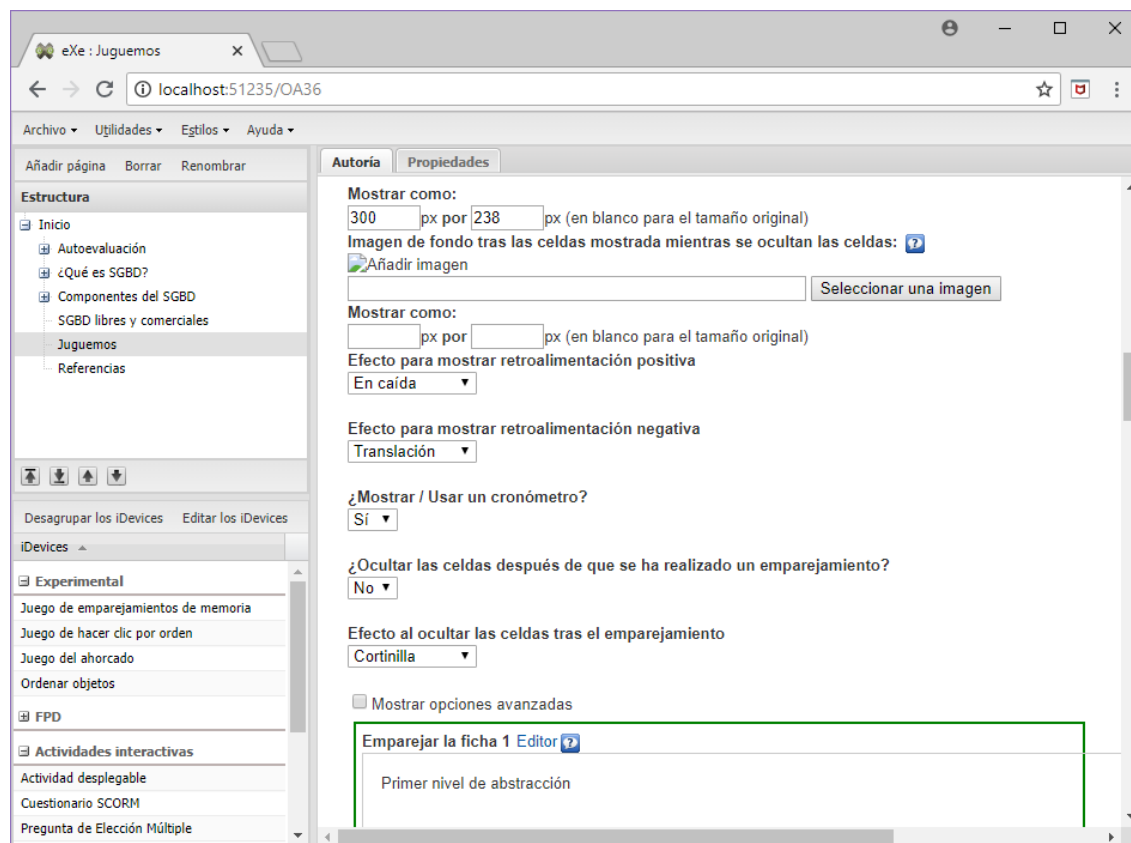 eXe : Juguemos
localhost:51235/OA36
Archivo Utilidades Estilos Ayuda
Añadir página Borrar Renombrar
Estructura
Inicio
Autoevaluación
¿Qué es SGBD?
Componentes del SGBD
SGBD libres y comerciales
Juguemos
Referencias
Desagrupar los iDevices Editar los iDevices
iDevices
Experimental
Juego de emparejamientos de memoria
Juego de hacer clic por orden
Juego del ahorcado
Ordenar objetos
FPD
Actividades interactivas
Actividad desplegable
Cuestionario SCORM
Pregunta de Elección Múltiple
Autoría Propiedades
Mostrar como:
300 px por 238 px (en blanco para el tamaño original)
Imagen de fondo tras las celdas mostrada mientras se ocultan las celdas: ?
Añadir imagen
Seleccionar una imagen
Mostrar como:
px por px (en blanco para el tamaño original)
Efecto para mostrar retroalimentación positiva
En caída
Efecto para mostrar retroalimentación negativa
Translación
¿Mostrar / Usar un cronómetro?
Sí
¿Ocultar las celdas después de que se ha realizado un emparejamiento?
No
Efecto al ocultar las celdas tras el emparejamiento
Cortinilla
Mostrar opciones avanzadas
Emparejar la ficha 1 Editor ?
Primer nivel de abstracción